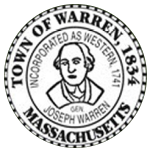 TOWN OF WARREN, 1834
MASSACHUSETTS
INCORPORATED AS WESTERN, 1741
GEN.
JOSEPH WARREN